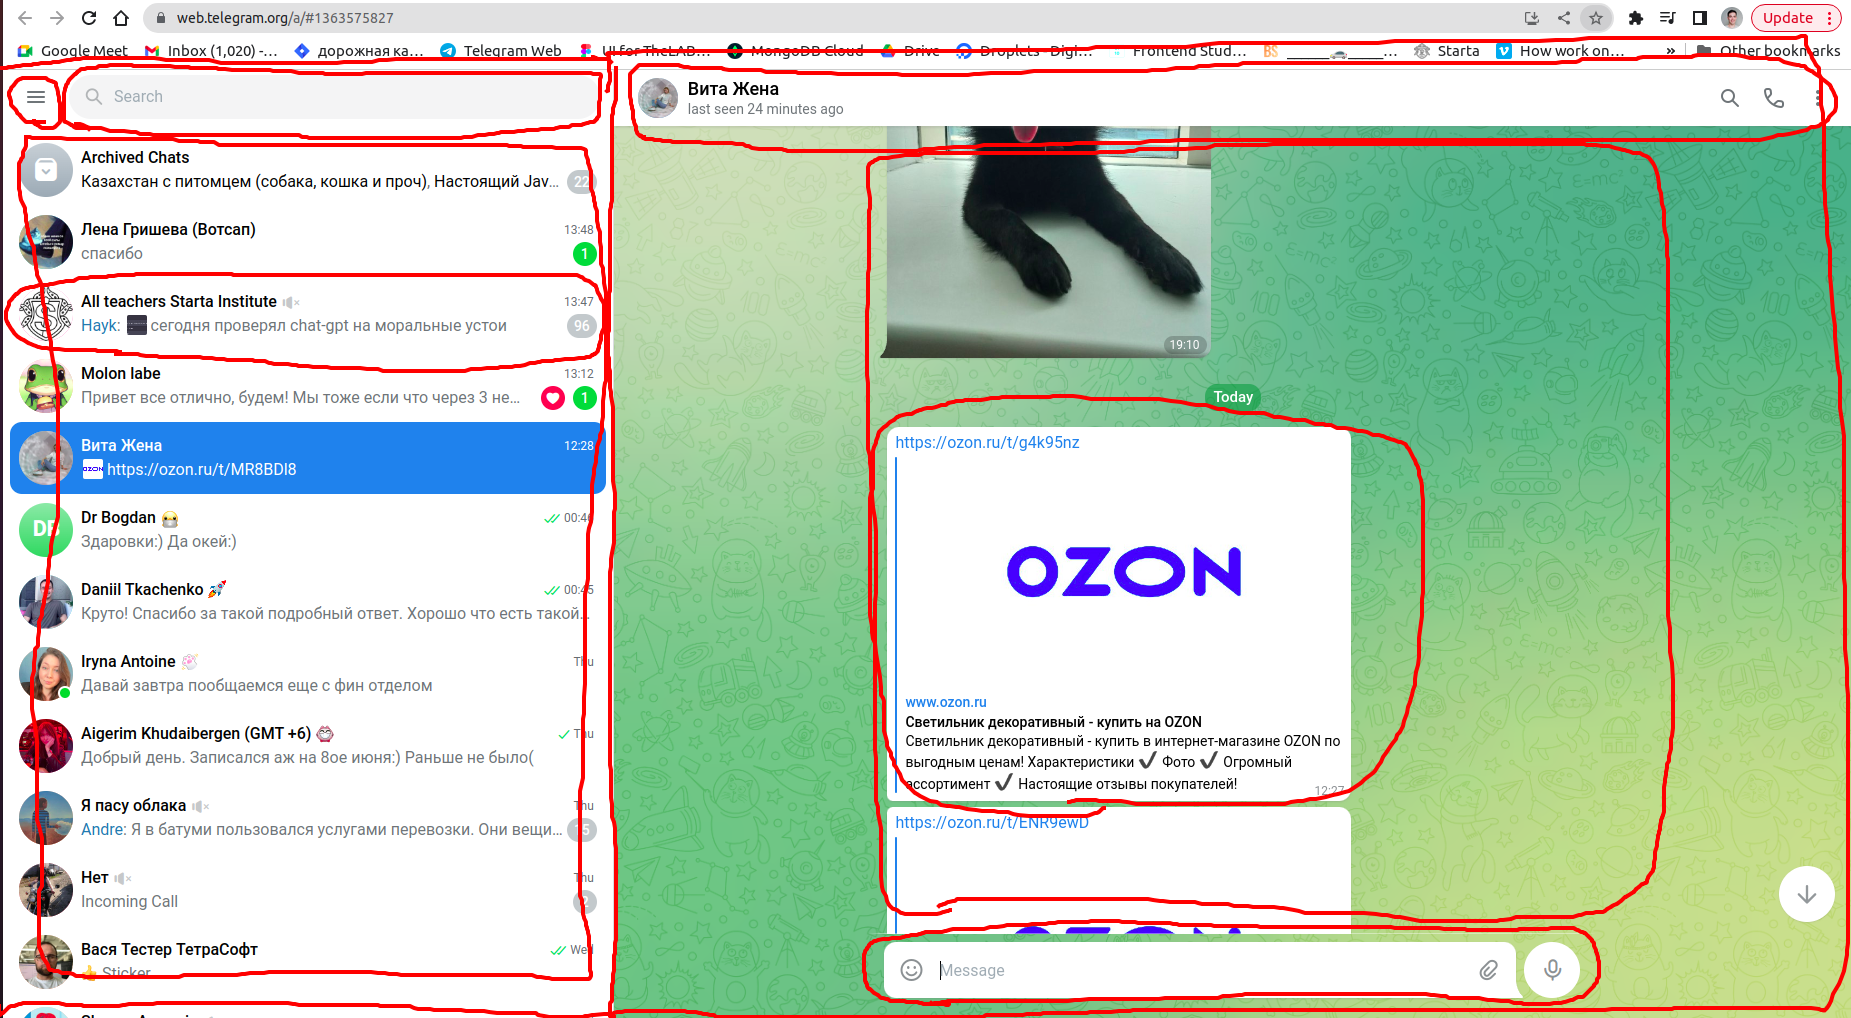 web.telegram.org/a/#1363575827
Update
Google Meet
Inbox (1,020) -...
дорожная ка...
Telegram Web
UI for TheLAB...
MongoDB Cloud
Drive
Droplets - Digi...
Frontend Stud...
Starta
How work on...
»
Other bookmarks
Search
Archived Chats
Казахстан с питомцем (собака, кошка и проч), Настоящий Jav...
22
Лена Гришева (Вотсап)
13:48
спасибо
1
All teachers Starta Institute
13:47
Hayk: сегодня проверял chat-gpt на моральные устои
96
Molon labe
13:12
Привет все отлично, будем! Мы тоже если что через 3 не...
1
Вита Жена
12:28
OZON https://ozon.ru/t/MR8BDl8
DB
Dr Bogdan
00:46
Здаровки:) Да окей:)
Daniil Tkachenko 🚀
00:45
Круто! Спасибо за такой подробный ответ. Хорошо что есть такой...
Iryna Antoine
Thu
Давай завтра пообщаемся еще с фин отделом
Aigerim Khudaibergen (GMT +6)
Thu
Добрый день. Записался аж на 8ое июня:) Раньше не было(
Я пасу облака
Thu
Andre: Я в батуми пользовался услугами перевозки. Они вещи...
15
Нет
Thu
Incoming Call
2
Вася Тестер ТетраСофт
Wed
👍 Sticker
Вита Жена
last seen 24 minutes ago
19:10
Today
https://ozon.ru/t/g4k95nz
OZON
www.ozon.ru
Светильник декоративный - купить на OZON
Светильник декоративный - купить в интернет-магазине OZON по
выгодным ценам! Характеристики ✔ Фото ✔ Огромный
ассортимент ✔ Настоящие отзывы покупателей!
12:27
https://ozon.ru/t/ENR9ewD
OZON
Message